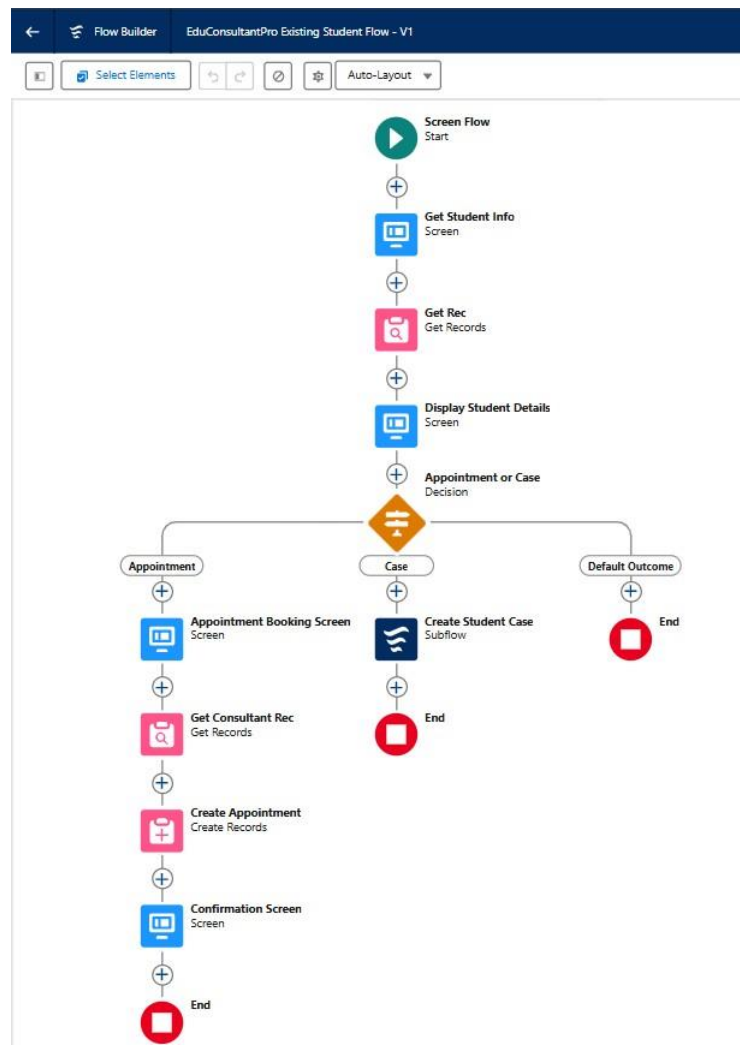 Flow Builder
EduConsultantPro Existing Student Flow - V1
Select Elements
Auto-Layout
Screen Flow
Start
Get Student Info
Screen
Get Rec
Get Records
Display Student Details
Screen
Appointment or Case
Decision
Appointment
Case
Default Outcome
Appointment Booking Screen
Screen
Create Student Case
Subflow
End
Get Consultant Rec
Get Records
End
Create Appointment
Create Records
Confirmation Screen
Screen
End